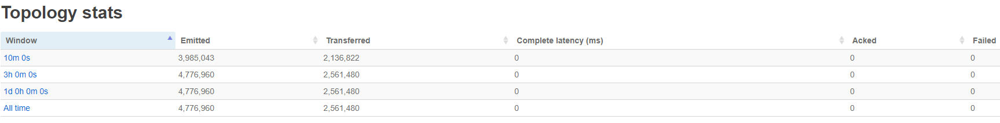 Topology stats
Window Emitted Transferred Complete latency (ms) Acked Failed
10m 0s 3,985,043 2,136,822 0 0 0
3h 0m 0s 4,776,960 2,561,480 0 0 0
1d 0h 0m 0s 4,776,960 2,561,480 0 0 0
All time 4,776,960 2,561,480 0 0 0